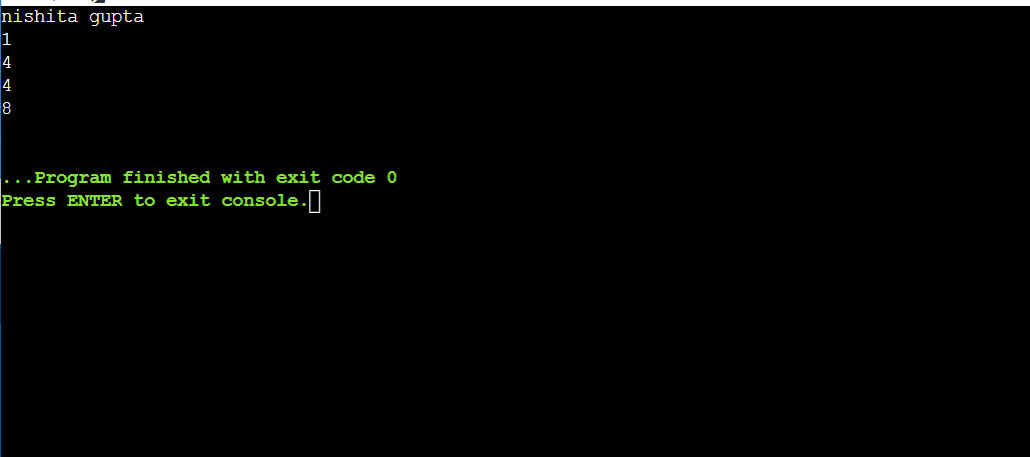 nishita gupta
1
4
4
8
...Program finished with exit code 0
Press ENTER to exit console.